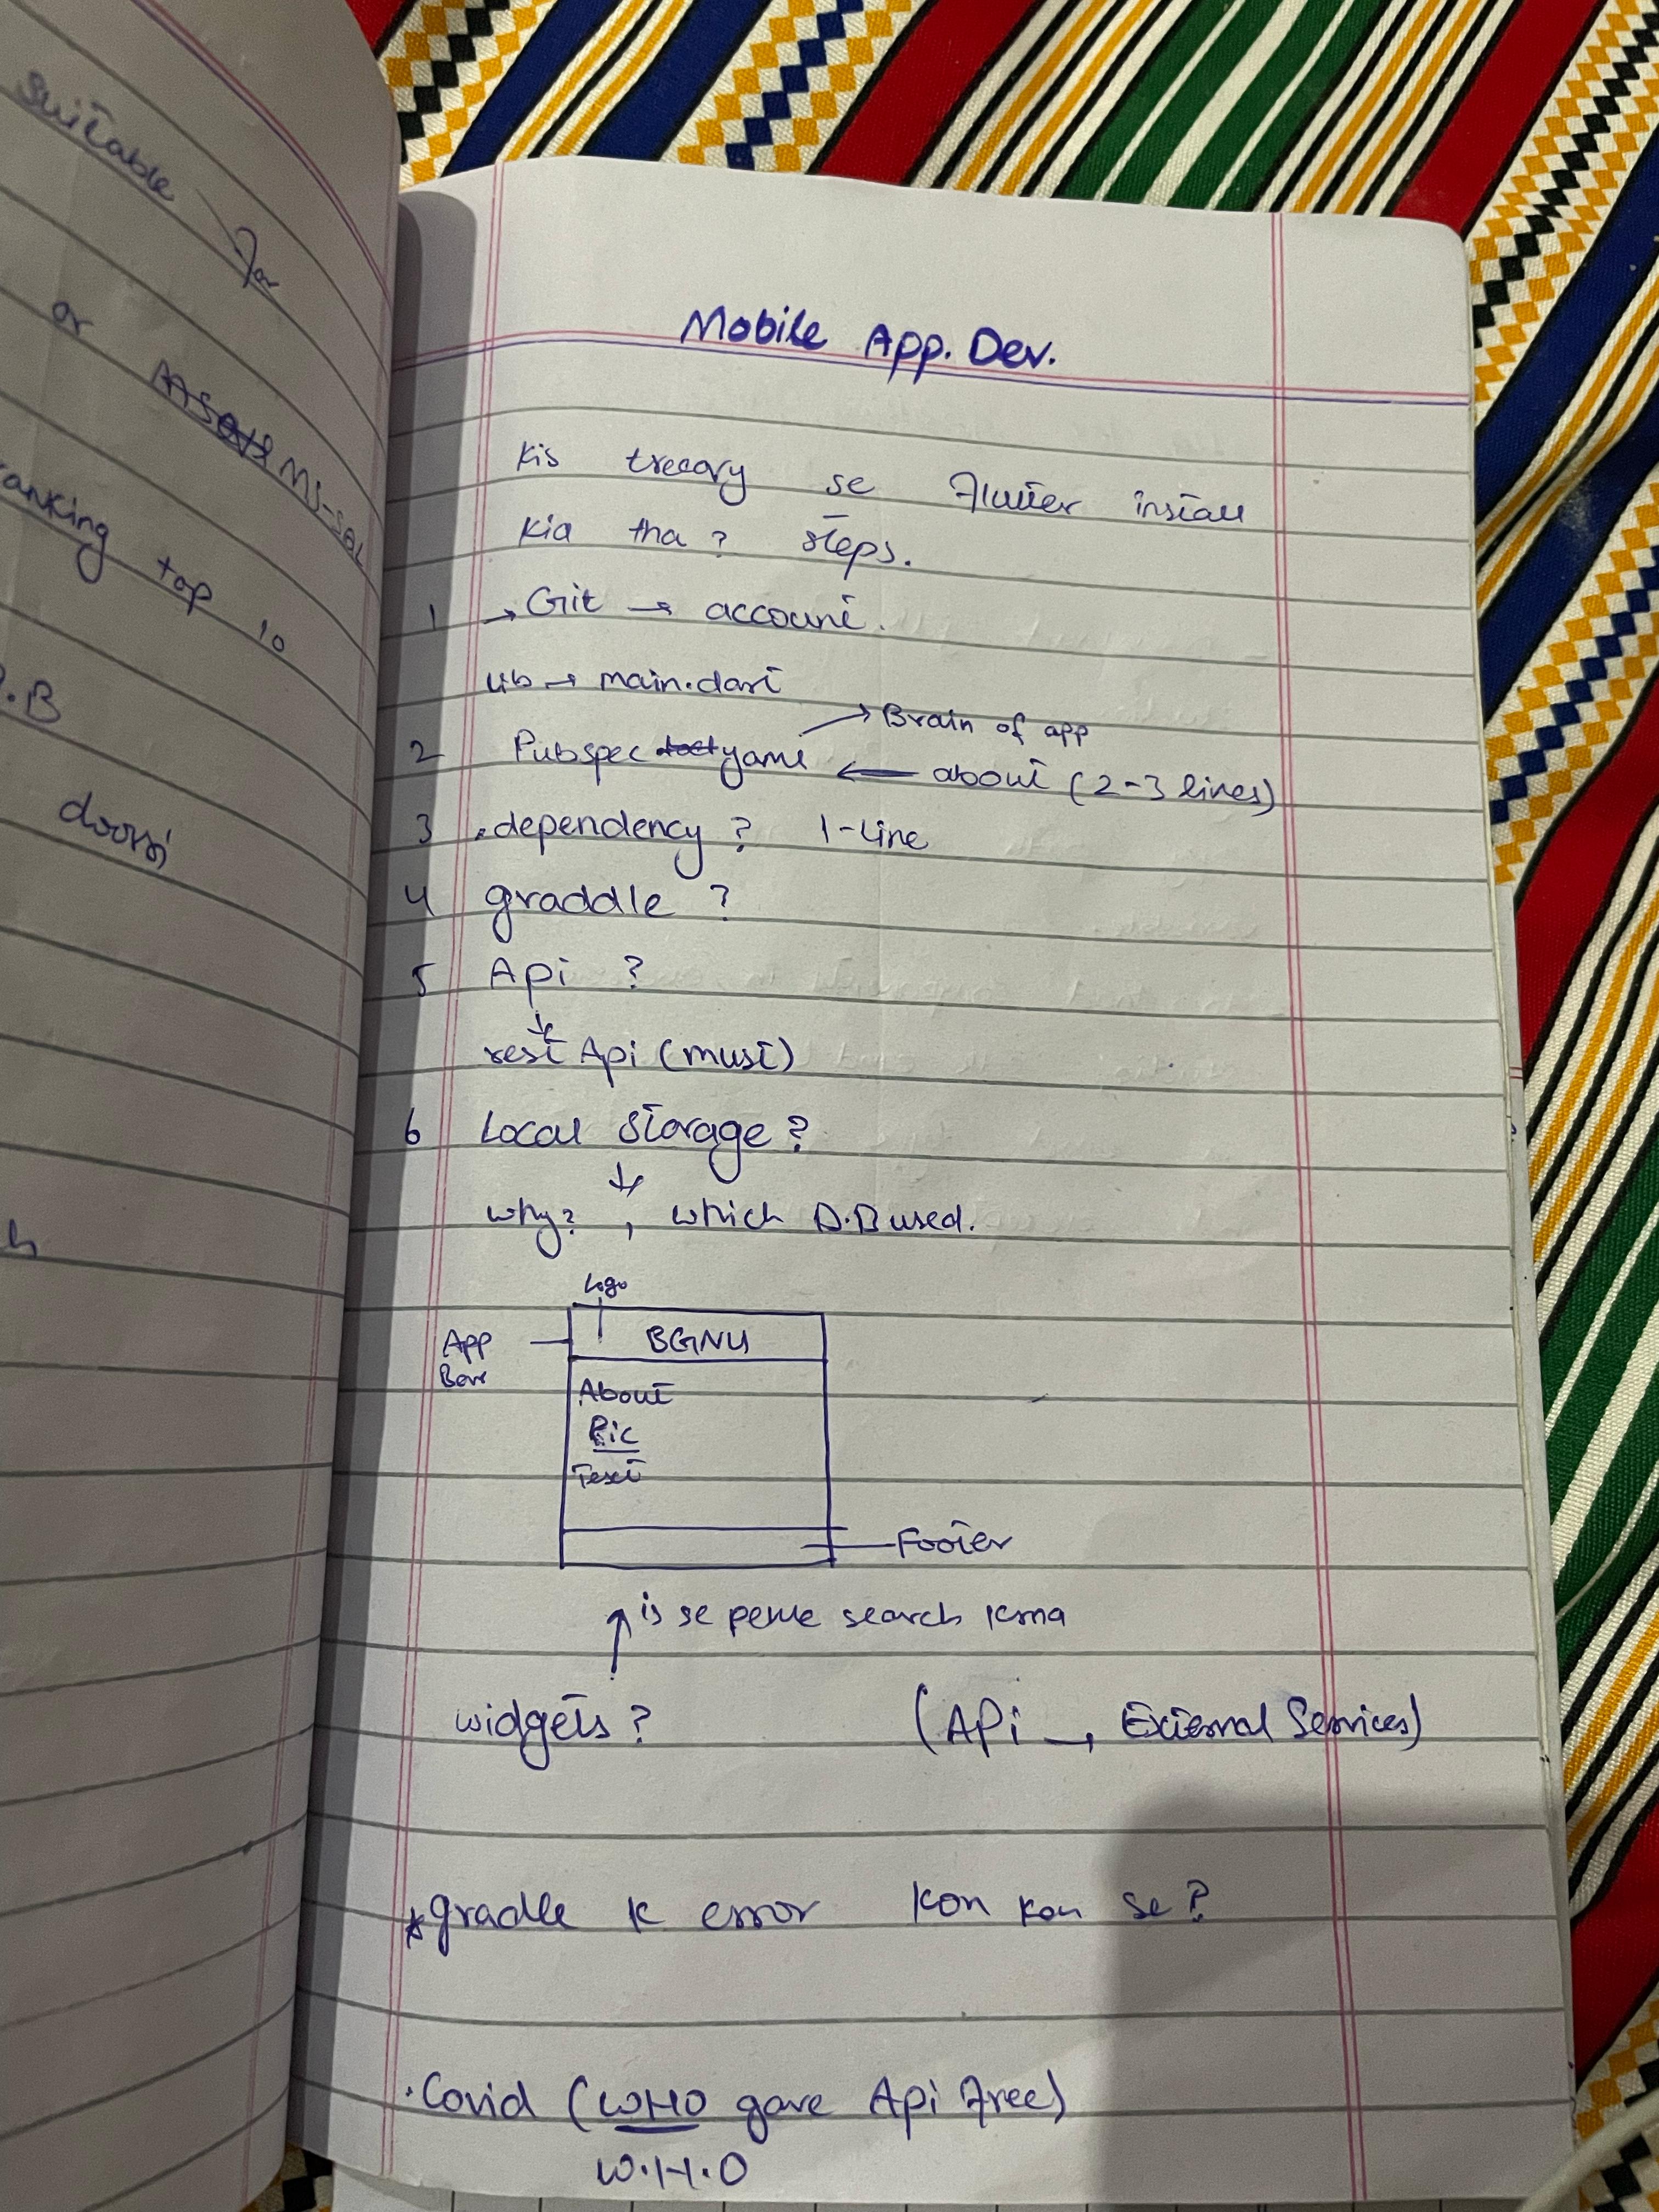 suitable for
or MS-SQL
ranking top 10
.B
h
Mobile App. Dev.
Kis trecary se Flutter install
Kia tha? steps.
1 → Git → account.
lib → main.dart
→ Brain of app
2 Pubspec yaml ← about (2-3 lines)
3 .dependency? 1-line
4 graddle ?
5 Api ?
↓
rest Api (must)
6 Local Storage?
↓
why? , which D.B used.
Logo
App Bar
BGNU
About
Pic
Text
Footer
↑ is se pehle search krna
widgets? (APi → External Services)
*gradle k error kon kon se?
.Covid (WHO gave Api free)
W.H.O